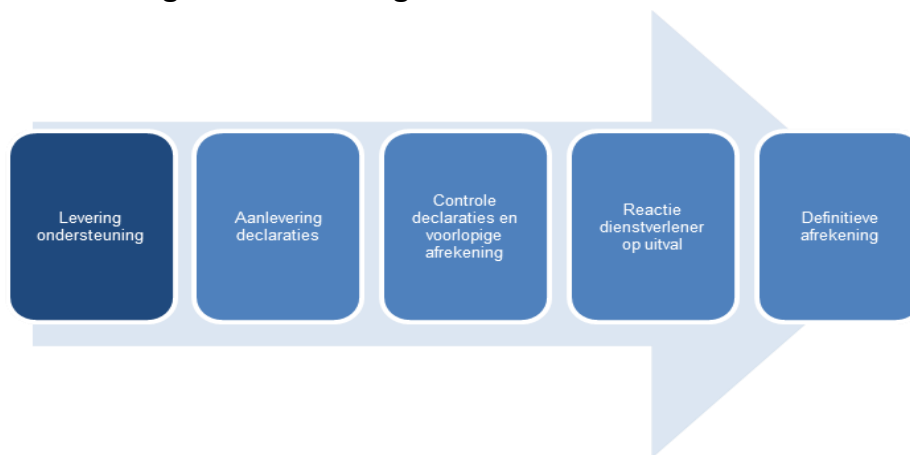 Levering
ondersteuning
Aanlevering
declaraties
Controle
declaraties en
voorlopige
afrekening
Reactie
dienstverlener
op uitval
Definitieve
afrekening